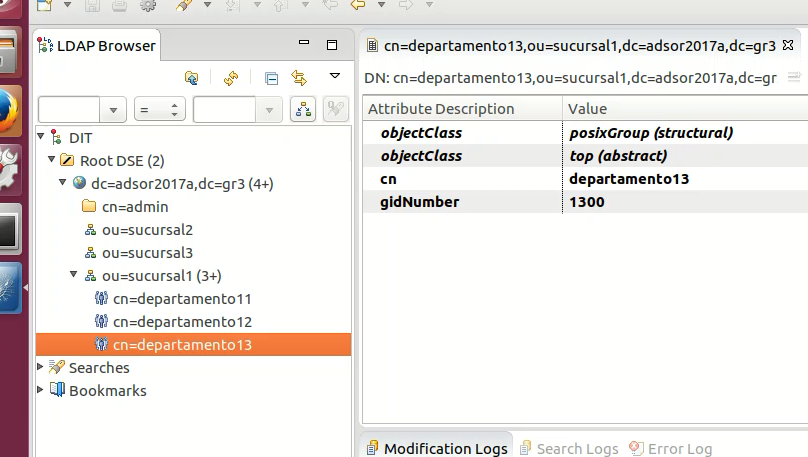 LDAP Browser
=
DIT
Root DSE (2)
dc=adsor2017a,dc=gr3 (4+)
cn=admin
ou=sucursal2
ou=sucursal3
ou=sucursal1 (3+)
cn=departamento11
cn=departamento12
cn=departamento13
Searches
Bookmarks
cn=departamento13,ou=sucursal1,dc=adsor2017a,dc=gr3
DN: cn=departamento13,ou=sucursal1,dc=adsor2017a,dc=gr
Attribute Description Value
objectClass posixGroup (structural)
objectClass top (abstract)
cn departamento13
gidNumber 1300
Modification Logs Search Logs Error Log